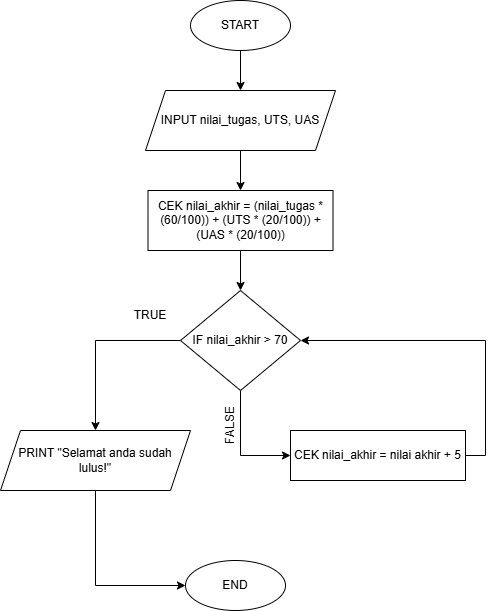 START
INPUT nilai_tugas, UTS, UAS
CEK nilai_akhir = (nilai_tugas *
(60/100)) + (UTS * (20/100)) +
(UAS * (20/100))
TRUE
IF nilai_akhir > 70
FALSE
PRINT "Selamat anda sudah
lulus!"
CEK nilai_akhir = nilai akhir + 5
END